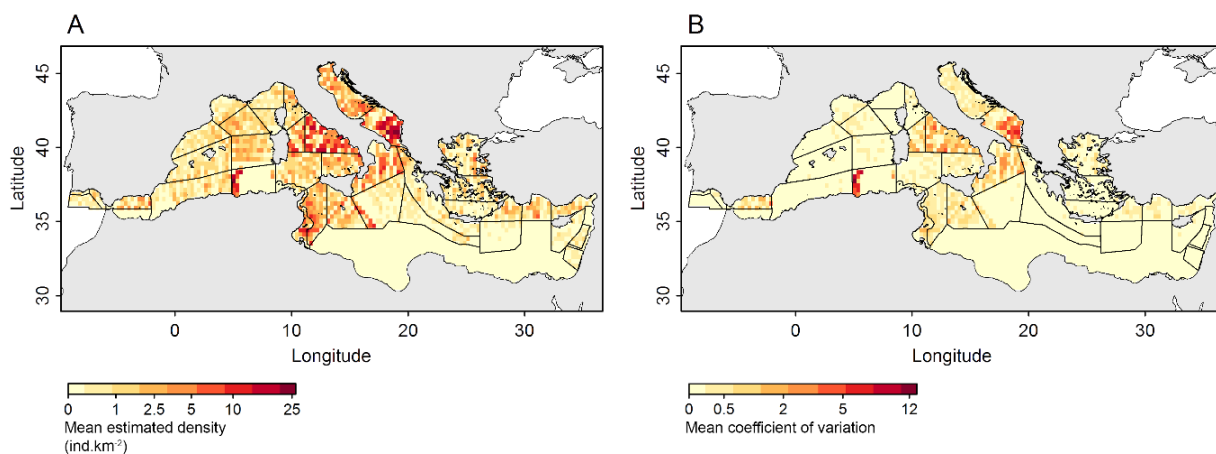 A
B
45
40
35
30
Latitude
0
10
20
30
Longitude
45
40
35
30
Latitude
0
10
20
30
Longitude
0 1 2.5 5 10 25
Mean estimated density
(ind.km⁻²)
0 0.5 2 5 12
Mean coefficient of variation